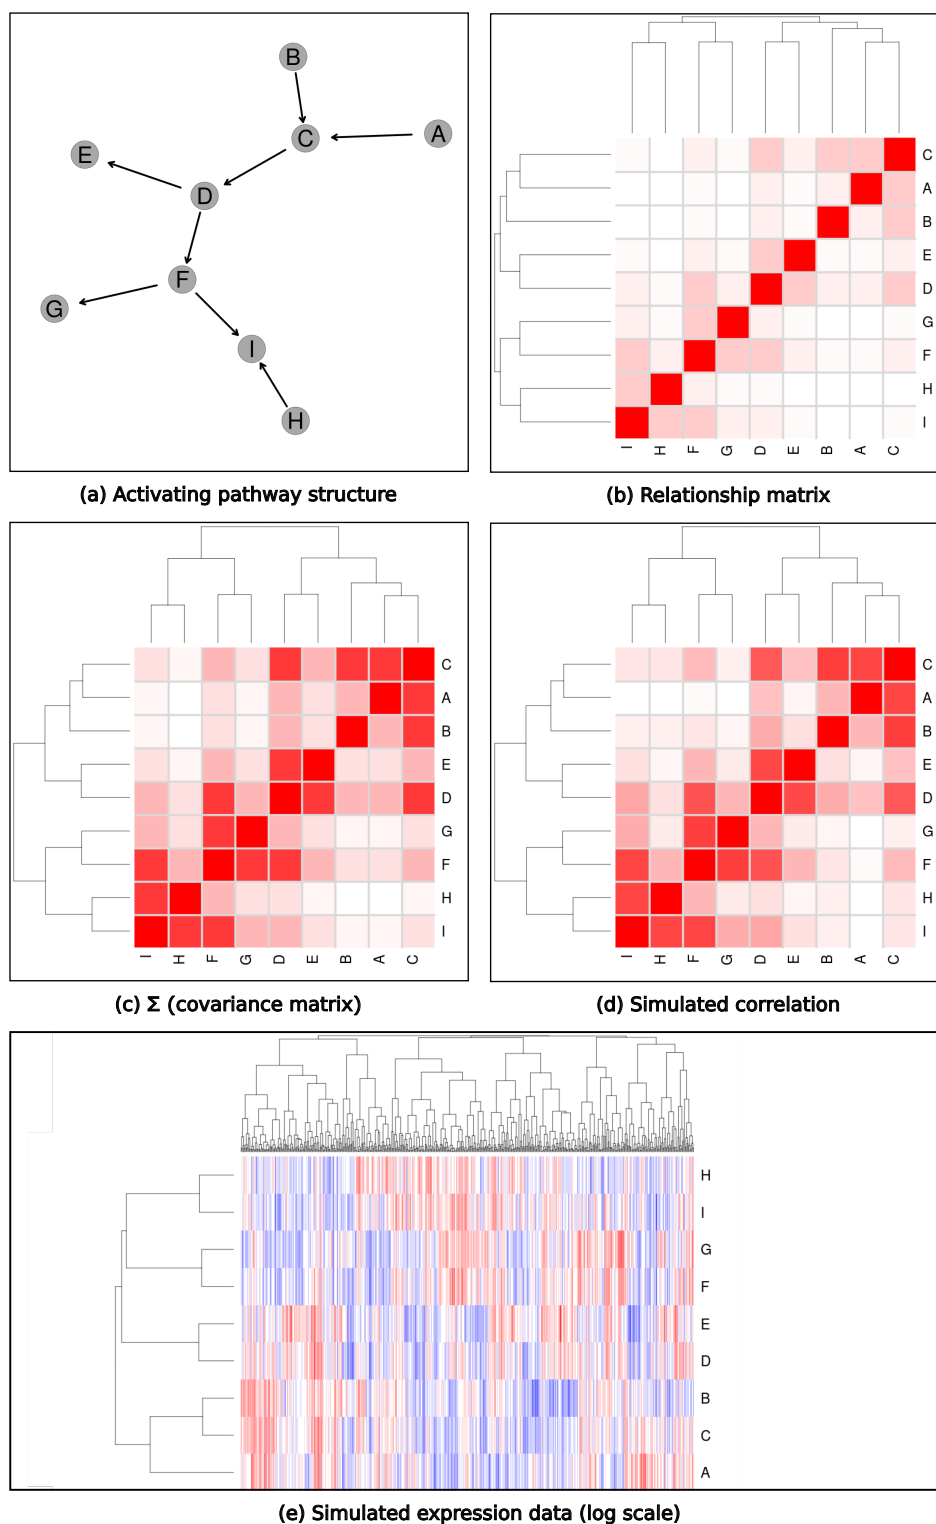 B
C
A
E
D
F
G
I
H
(a) Activating pathway structure
C
A
B
E
D
G
F
H
I
I H F G D E B A C
(b) Relationship matrix
C
A
B
E
D
G
F
H
I
I H F G D E B A C
(c) Σ (covariance matrix)
C
A
B
E
D
G
F
H
I
I H F G D E B A C
(d) Simulated correlation
H
I
G
F
E
D
B
C
A
(e) Simulated expression data (log scale)